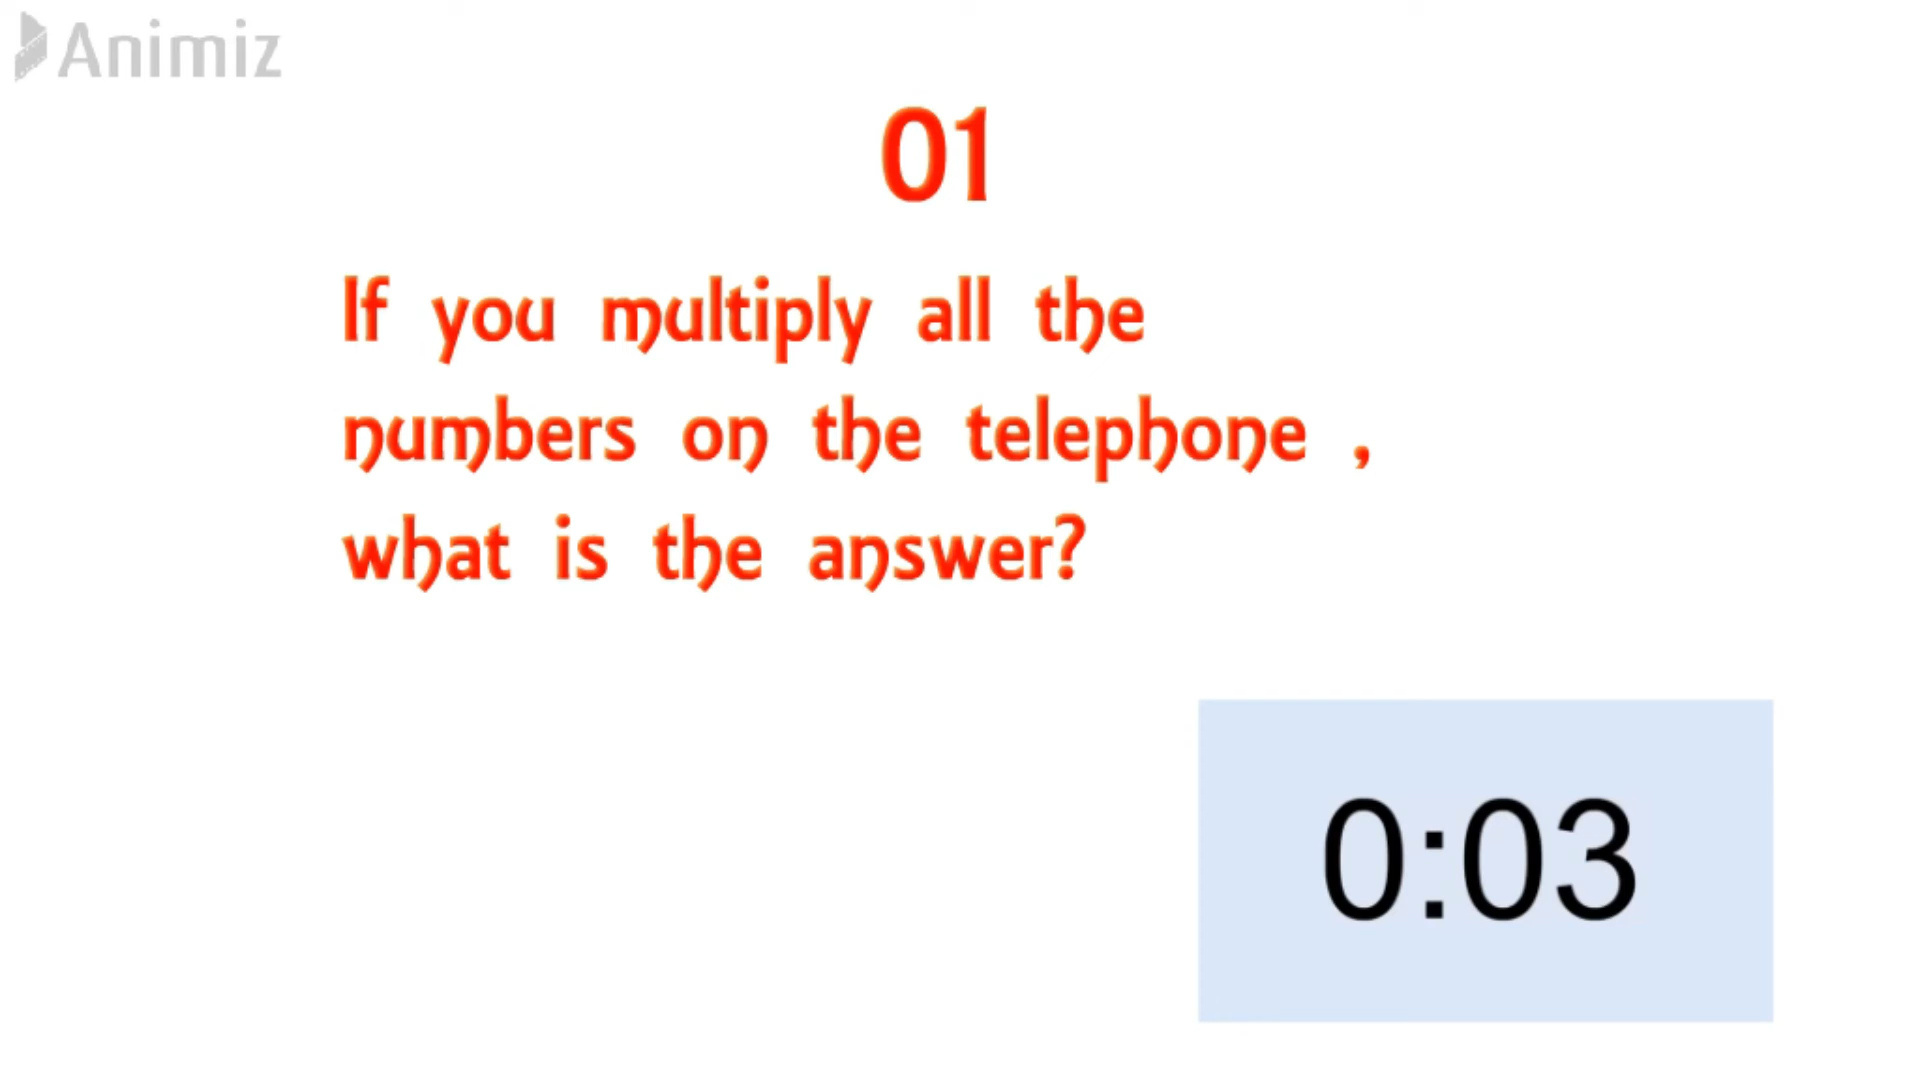 Animiz
01
If you multiply all the
numbers on the telephone ,
what is the answer?
0:03